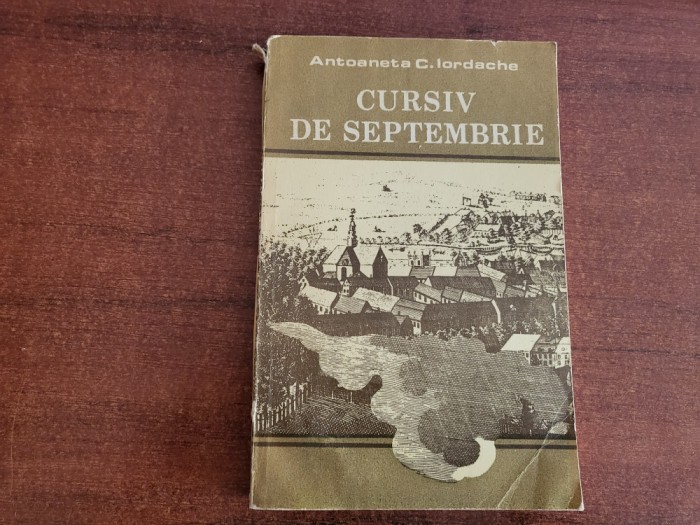 Antoaneta C. Iordache
CURSIV
DE SEPTEMBRIE